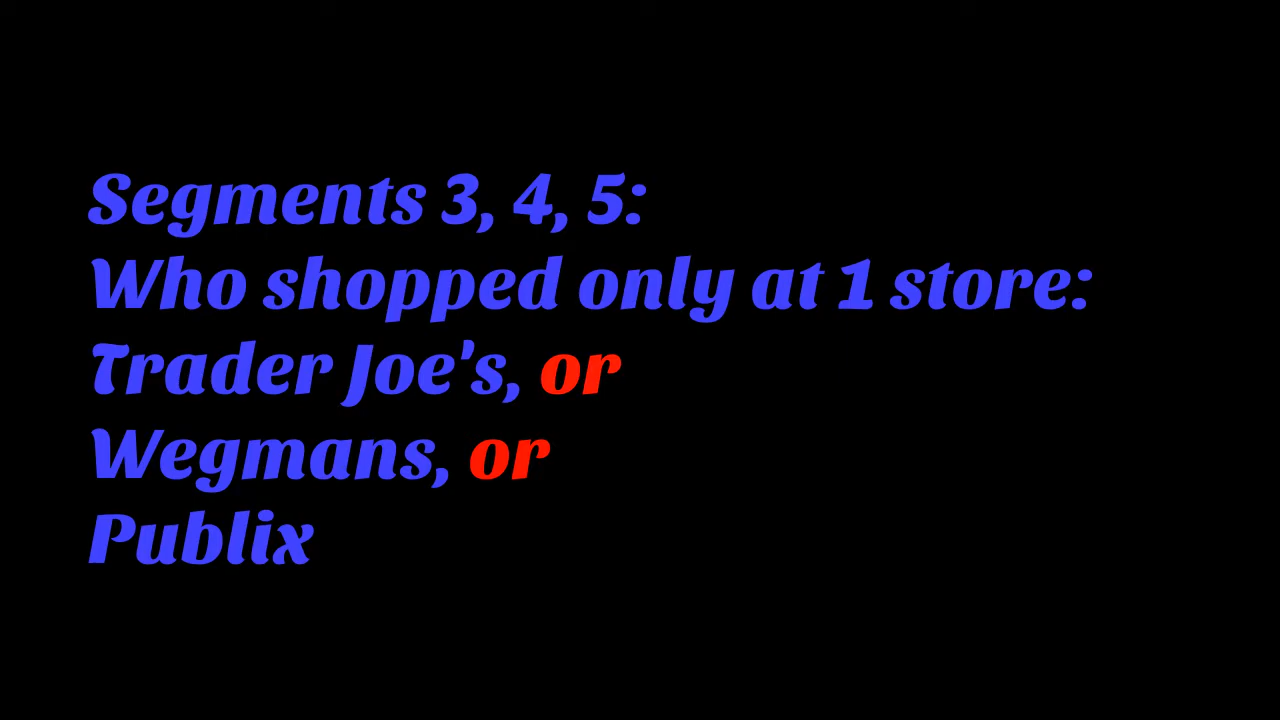 Segments 3, 4, 5:
Who shopped only at 1 store:
Trader Joe's, or
Wegmans, or
Publix